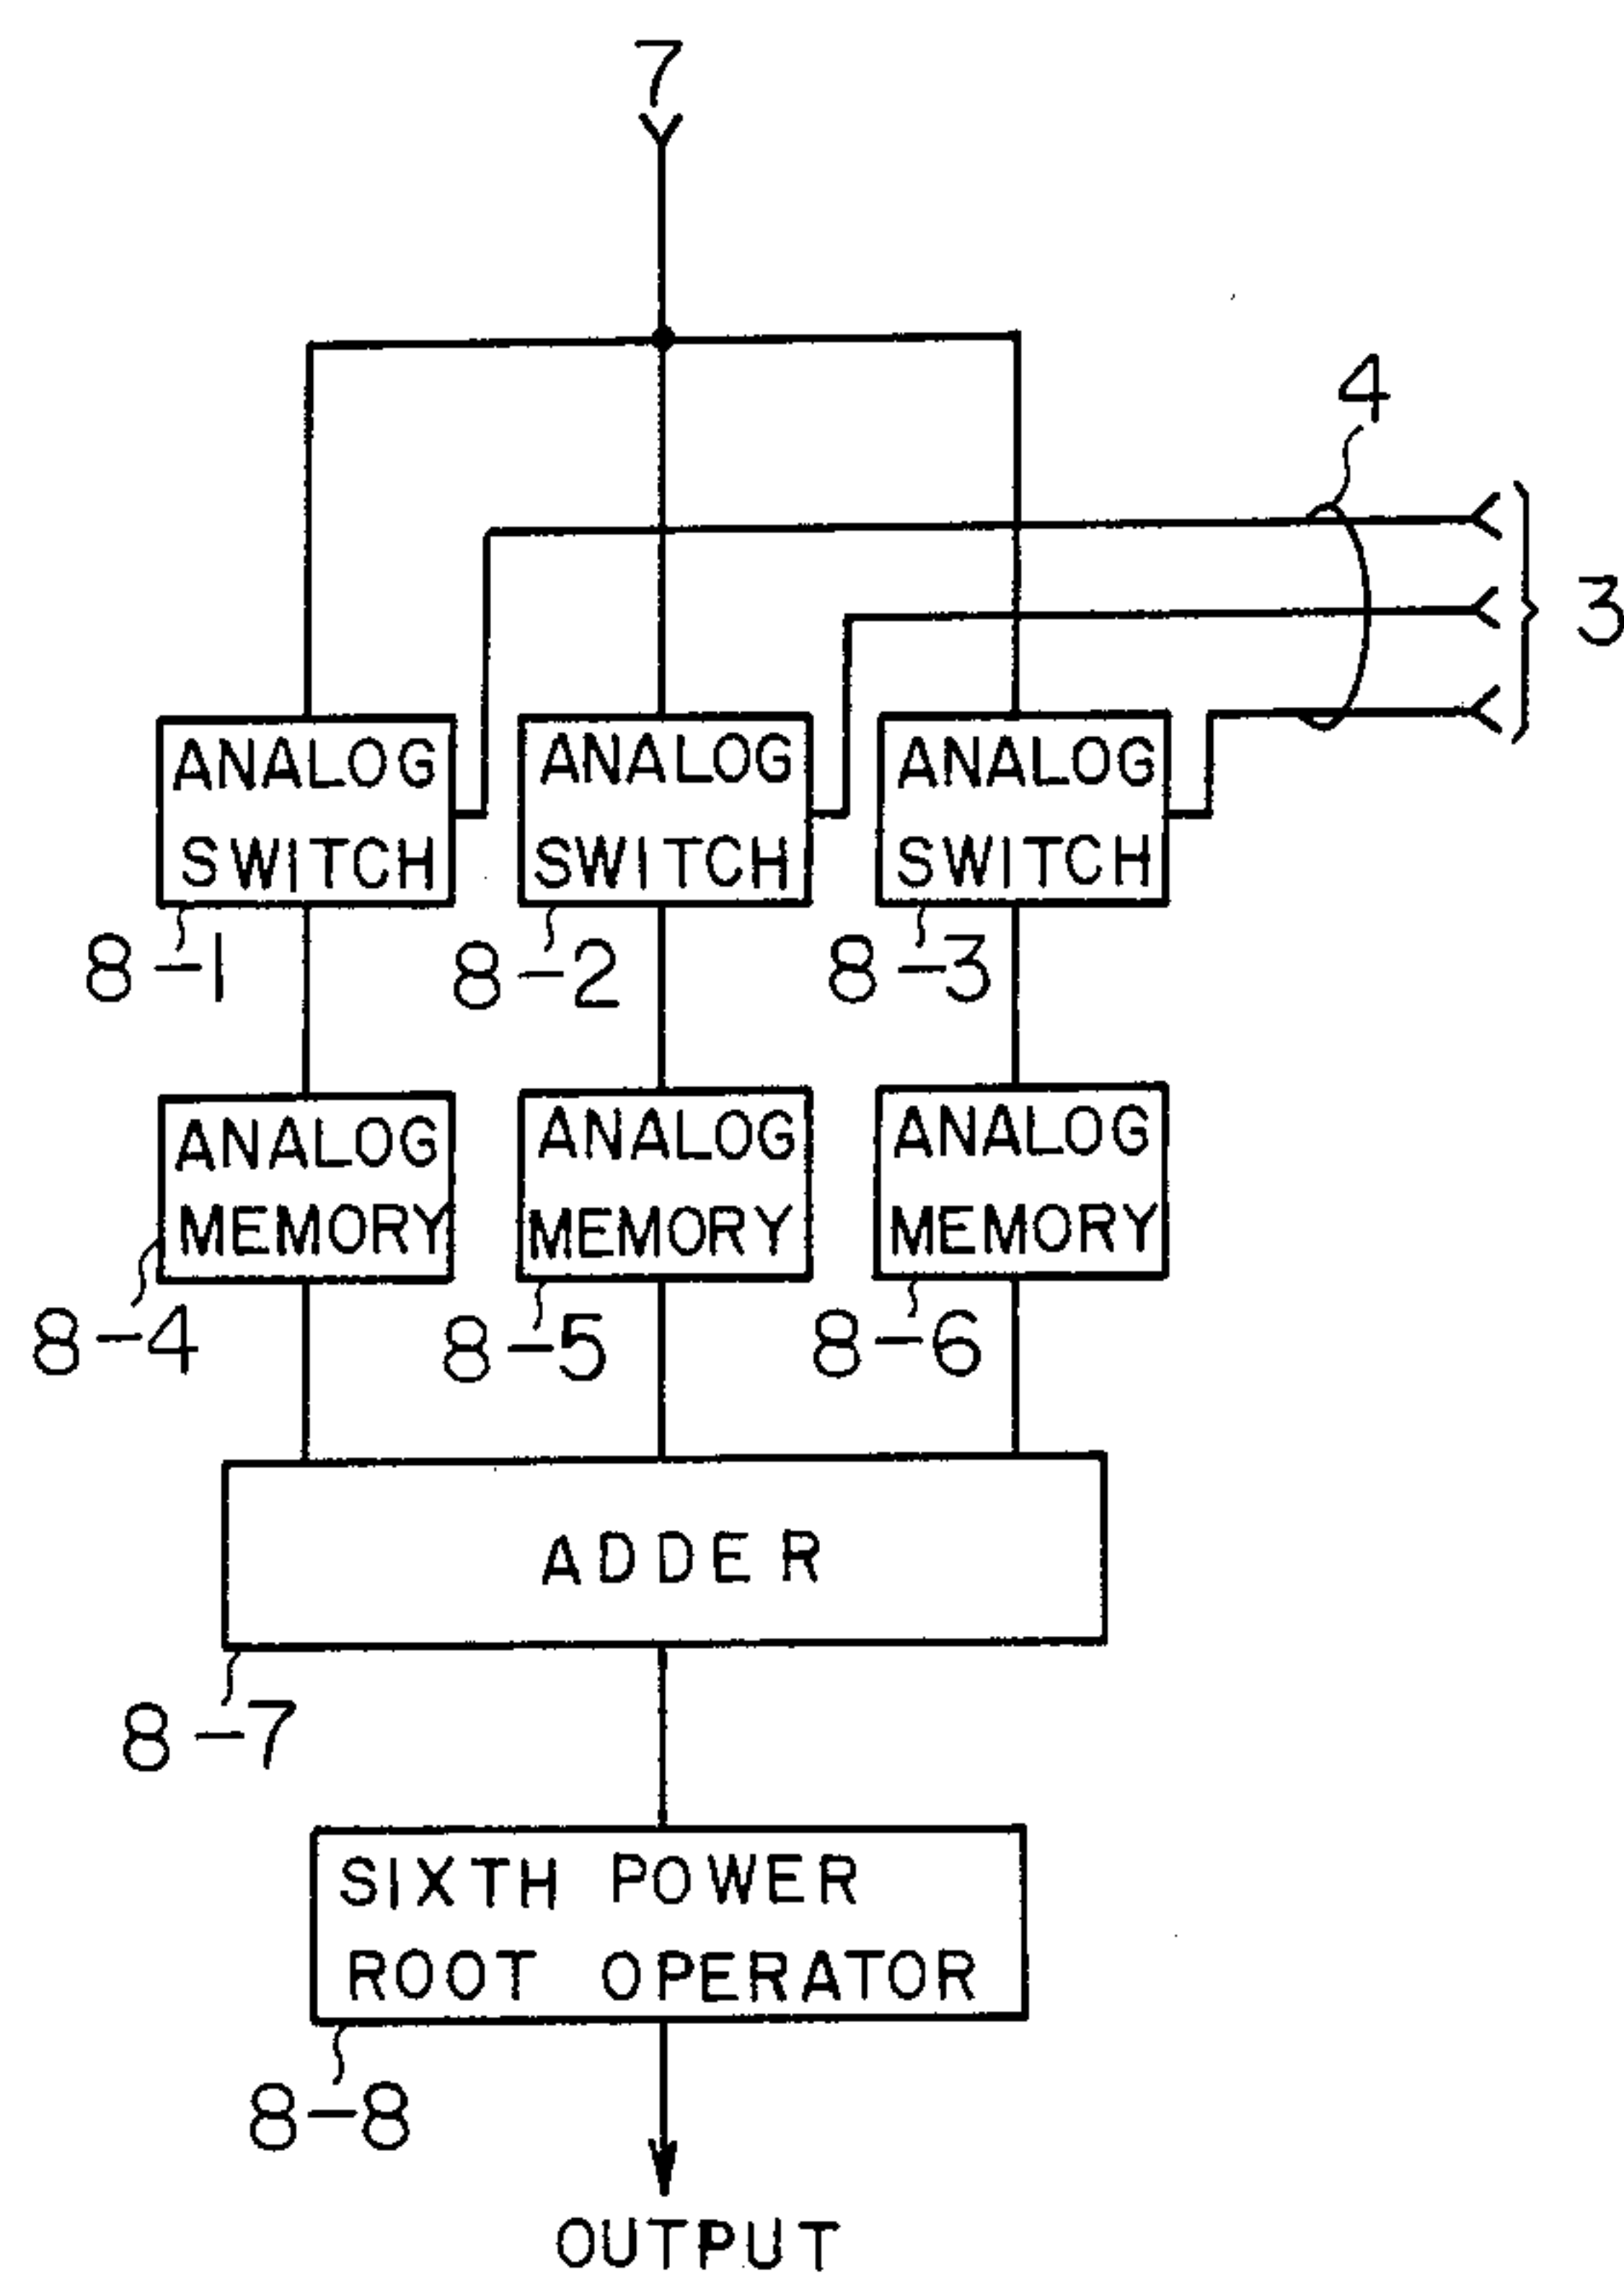 7
4
3
ANALOG
SWITCH
ANALOG
SWITCH
ANALOG
SWITCH
8-1
8-2
8-3
ANALOG
MEMORY
ANALOG
MEMORY
ANALOG
MEMORY
8-4
8-5
8-6
ADDER
8-7
SIXTH POWER
ROOT OPERATOR
8-8
OUTPUT